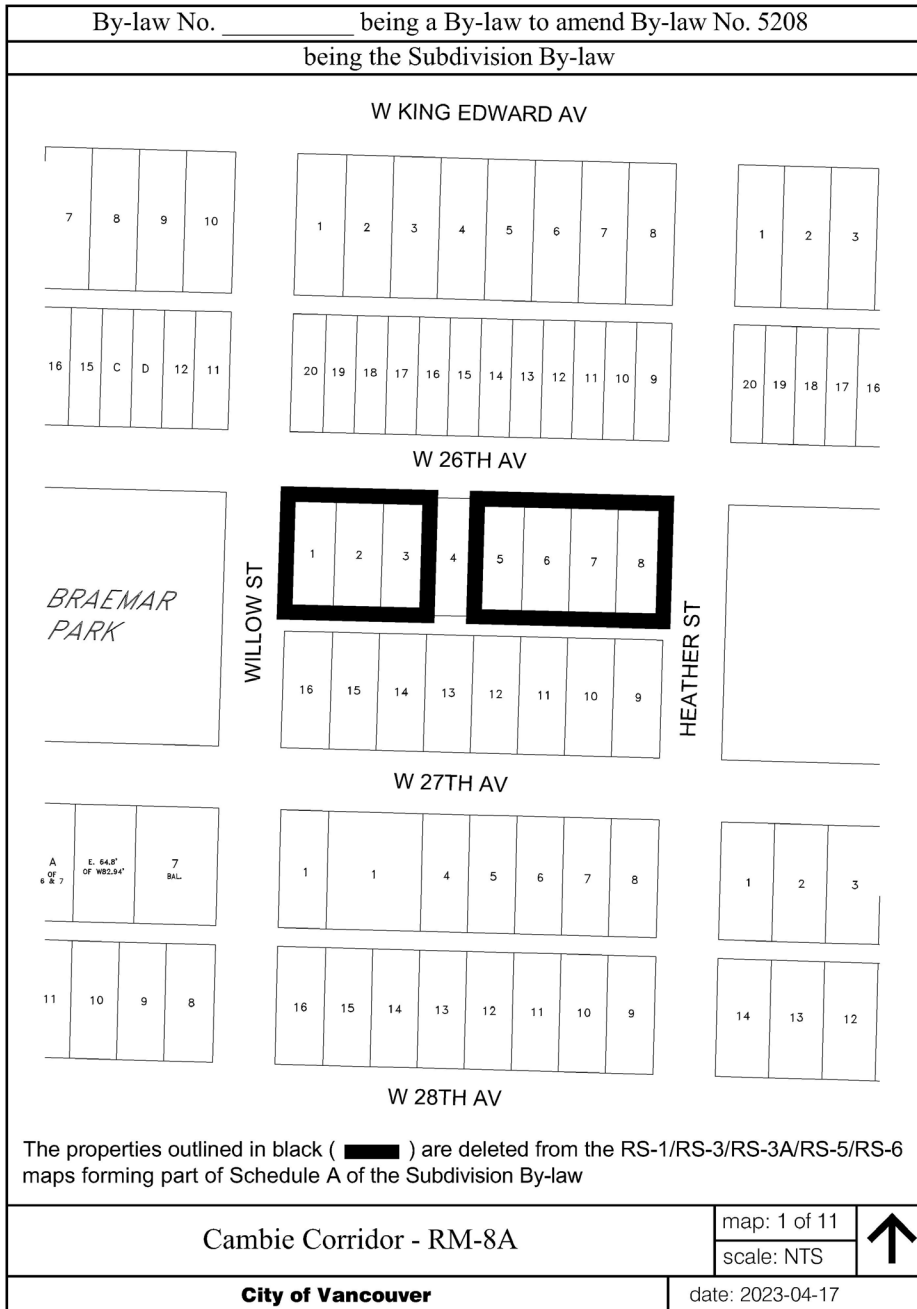 By-law No. __________ being a By-law to amend By-law No. 5208
being the Subdivision By-law
W KING EDWARD AV
7 8 9 10 1 2 3 4 5 6 7 8 1 2 3
16 15 C D 12 11 20 19 18 17 16 15 14 13 12 11 10 9 20 19 18 17 16
W 26TH AV
1 2 3 4 5 6 7 8
BRAEMAR
PARK
WILLOW ST
HEATHER ST
16 15 14 13 12 11 10 9
W 27TH AV
A
OF
6 & 7
E. 64.8'
OF W82.94'
7
BAL.
1 1 4 5 6 7 8 1 2 3
11 10 9 8 16 15 14 13 12 11 10 9 14 13 12
W 28TH AV
The properties outlined in black ( ) are deleted from the RS-1/RS-3/RS-3A/RS-5/RS-6
maps forming part of Schedule A of the Subdivision By-law
Cambie Corridor - RM-8A
map: 1 of 11
scale: NTS
City of Vancouver
date: 2023-04-17